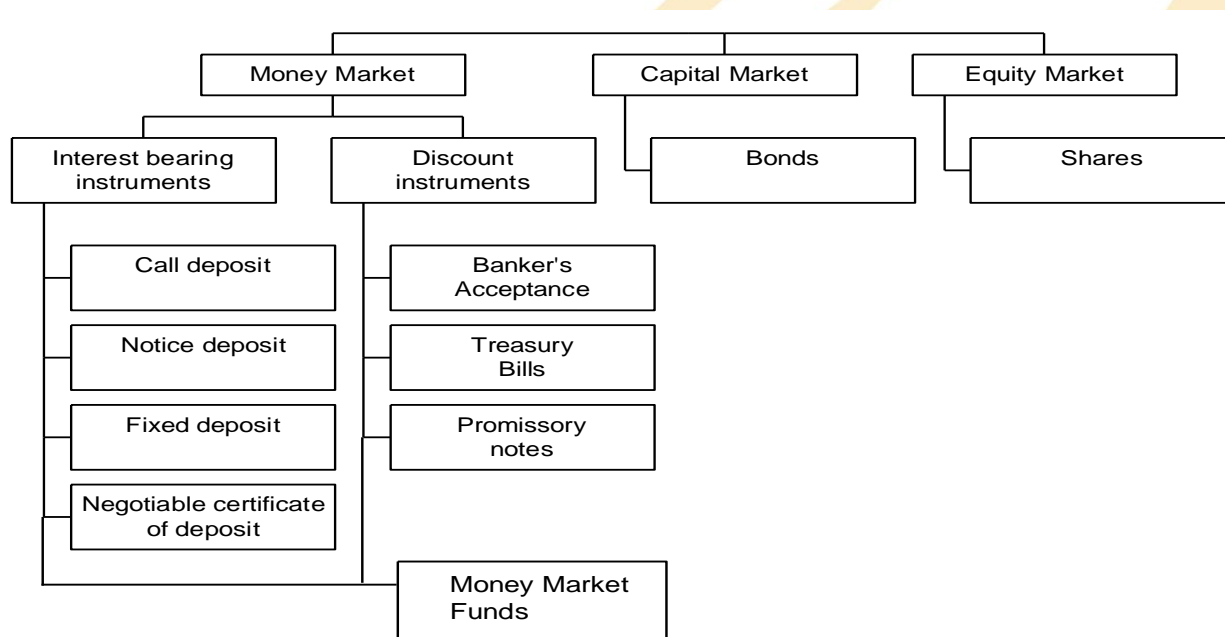 Money Market
Capital Market
Equity Market
Interest bearing
instruments
Discount
instruments
Bonds
Shares
Call deposit
Banker's
Acceptance
Notice deposit
Treasury
Bills
Fixed deposit
Promissory
notes
Negotiable certificate
of deposit
Money Market
Funds